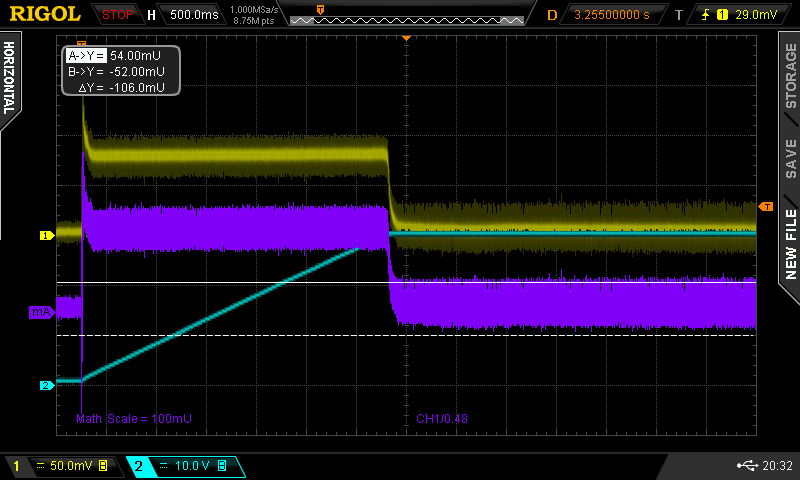 RIGOL STOP H 500.0ms 1.000MSa/s 8.75M pts D 3.25500000 s T 1 29.0mV
T
HORIZONTAL
STORAGE
SAVE
NEW FILE
A->Y = 54.00mU
B->Y = -52.00mU
△Y = -106.0mU
T
1
mA
2
Math Scale = 100mU CH1/0.48
1 50.0mV B 2 10.0 V B 20:32